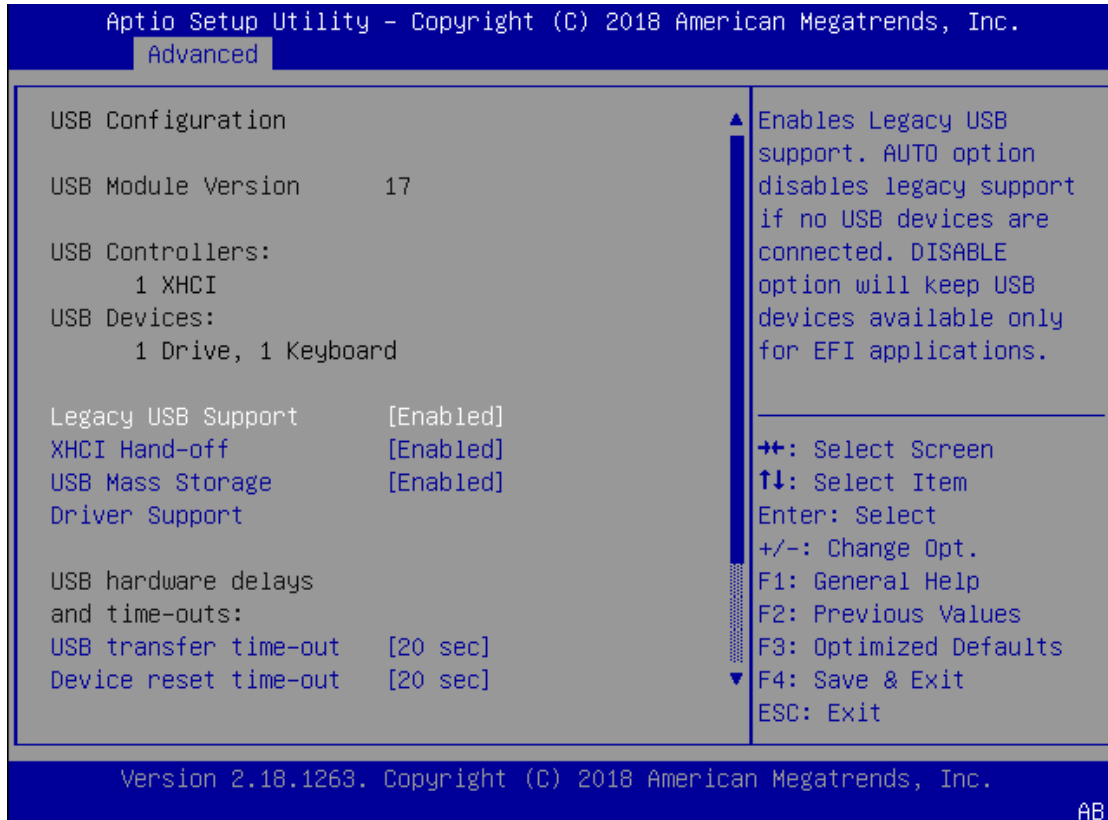 Aptio Setup Utility – Copyright (C) 2018 American Megatrends, Inc.
Advanced
USB Configuration
USB Module Version 17
USB Controllers:
1 XHCI
USB Devices:
1 Drive, 1 Keyboard
Legacy USB Support [Enabled]
XHCI Hand-off [Enabled]
USB Mass Storage [Enabled]
Driver Support
USB hardware delays
and time-outs:
USB transfer time-out [20 sec]
Device reset time-out [20 sec]
Enables Legacy USB
support. AUTO option
disables legacy support
if no USB devices are
connected. DISABLE
option will keep USB
devices available only
for EFI applications.
→←: Select Screen
↑↓: Select Item
Enter: Select
+/-: Change Opt.
F1: General Help
F2: Previous Values
F3: Optimized Defaults
F4: Save & Exit
ESC: Exit
Version 2.18.1263. Copyright (C) 2018 American Megatrends, Inc.
AB